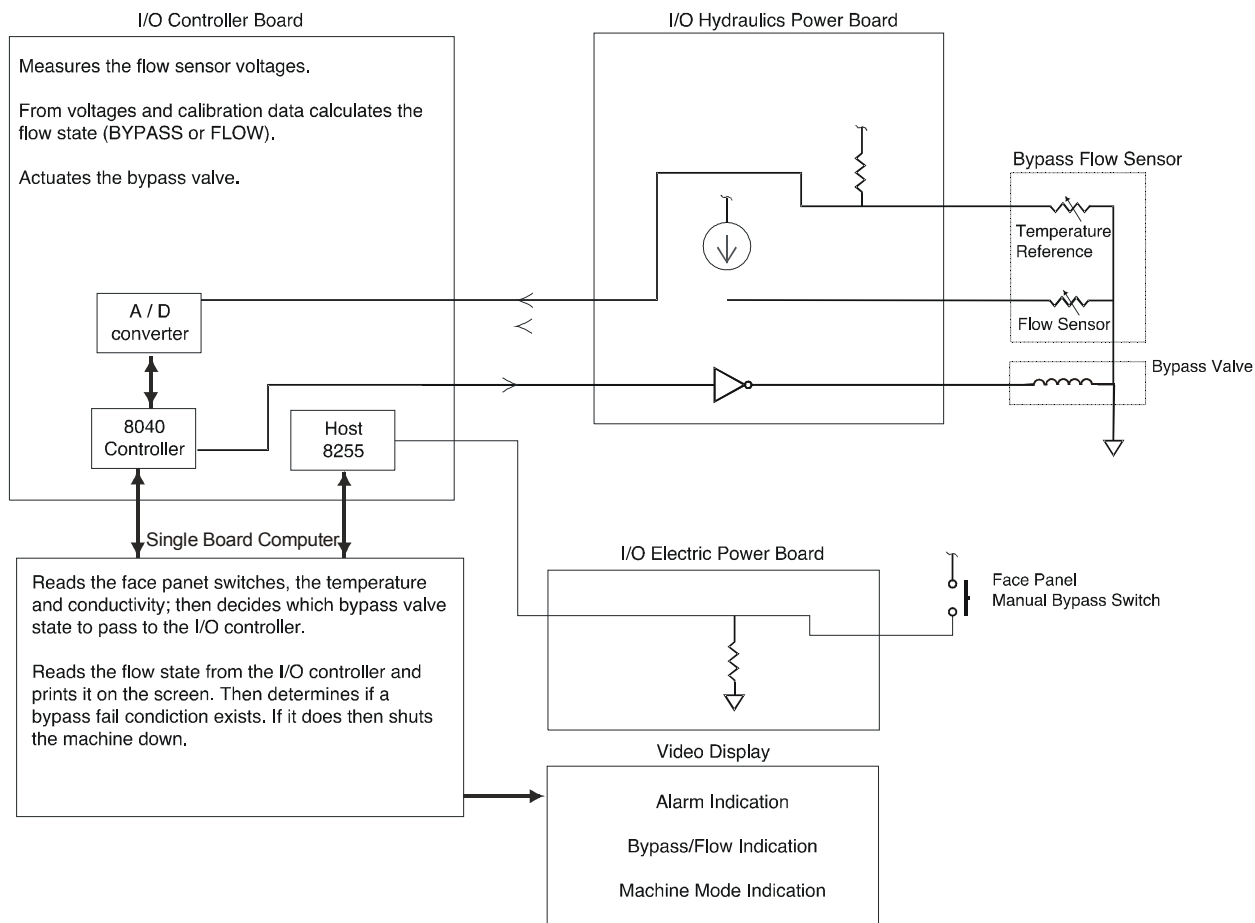 I/O Controller Board
Measures the flow sensor voltages.
From voltages and calibration data calculates the
flow state (BYPASS or FLOW).
Actuates the bypass valve.
A / D
converter
8040
Controller
Host
8255
I/O Hydraulics Power Board
Bypass Flow Sensor
Temperature
Reference
Flow Sensor
Bypass Valve
Single Board Computer
Reads the face panet switches, the temperature
and conductivity; then decides which bypass valve
state to pass to the I/O controller.
Reads the flow state from the I/O controller and
prints it on the screen. Then determines if a
bypass fail condiction exists. If it does then shuts
the machine down.
I/O Electric Power Board
Face Panel
Manual Bypass Switch
Video Display
Alarm Indication
Bypass/Flow Indication
Machine Mode Indication